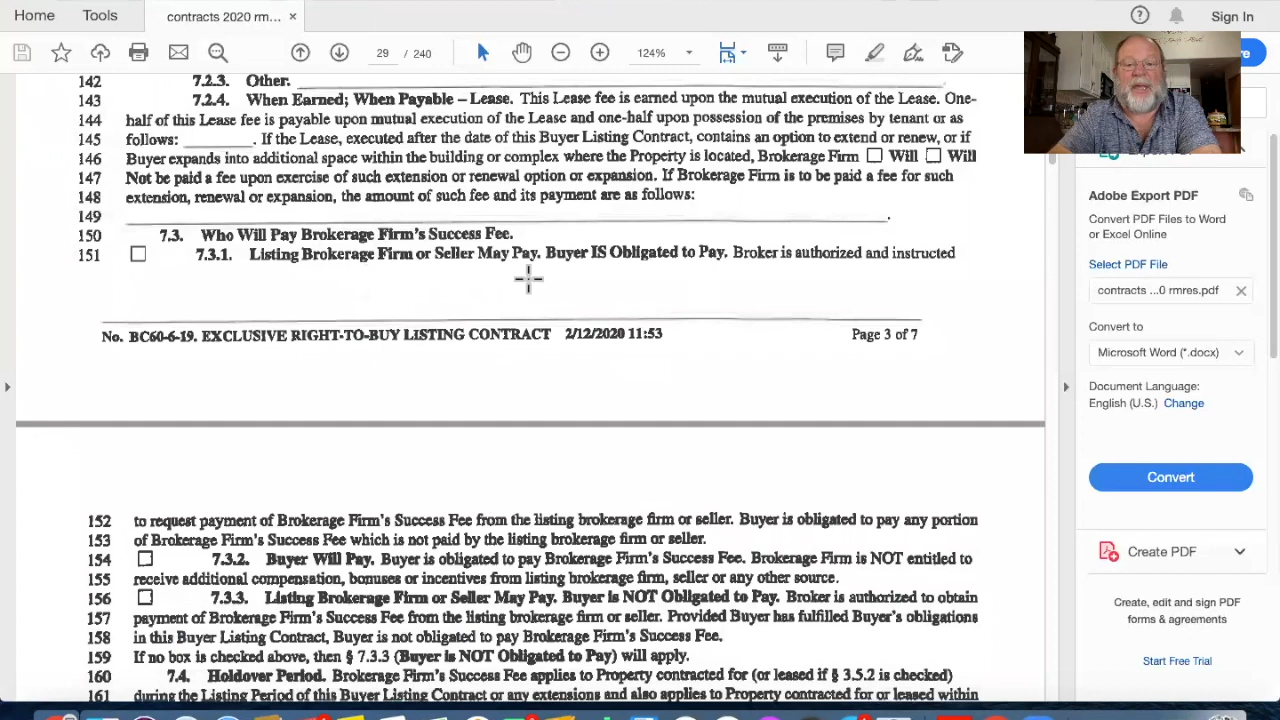 Home Tools contracts 2020 rm... × Sign In
29 / 240 124%
142 7.2.3. Other.
143 7.2.4. When Earned; When Payable – Lease. This Lease fee is earned upon the mutual execution of the Lease. One-
144 half of this Lease fee is payable upon mutual execution of the Lease and one-half upon possession of the premises by tenant or as
145 follows: ________. If the Lease, executed after the date of this Buyer Listing Contract, contains an option to extend or renew, or if
146 Buyer expands into additional space within the building or complex where the Property is located, Brokerage Firm ☐ Will ☐ Will
147 Not be paid a fee upon exercise of such extension or renewal option or expansion. If Brokerage Firm is to be paid a fee for such
148 extension, renewal or expansion, the amount of such fee and its payment are as follows:
149 .
150 7.3. Who Will Pay Brokerage Firm's Success Fee.
151 ☐ 7.3.1. Listing Brokerage Firm or Seller May Pay. Buyer IS Obligated to Pay. Broker is authorized and instructed
No. BC60-6-19. EXCLUSIVE RIGHT-TO-BUY LISTING CONTRACT 2/12/2020 11:53 Page 3 of 7
152 to request payment of Brokerage Firm's Success Fee from the listing brokerage firm or seller. Buyer is obligated to pay any portion
153 of Brokerage Firm's Success Fee which is not paid by the listing brokerage firm or seller.
154 ☐ 7.3.2. Buyer Will Pay. Buyer is obligated to pay Brokerage Firm's Success Fee. Brokerage Firm is NOT entitled to
155 receive additional compensation, bonuses or incentives from listing brokerage firm, seller or any other source.
156 ☐ 7.3.3. Listing Brokerage Firm or Seller May Pay. Buyer is NOT Obligated to Pay. Broker is authorized to obtain
157 payment of Brokerage Firm's Success Fee from the listing brokerage firm or seller. Provided Buyer has fulfilled Buyer's obligations
158 in this Buyer Listing Contract, Buyer is not obligated to pay Brokerage Firm's Success Fee.
159 If no box is checked above, then § 7.3.3 (Buyer is NOT Obligated to Pay) will apply.
160 7.4. Holdover Period. Brokerage Firm's Success Fee applies to Property contracted for (or leased if § 3.5.2 is checked)
161 during the Listing Period of this Buyer Listing Contract or any extensions and also applies to Property contracted for or leased within
Adobe Export PDF
Convert PDF Files to Word
or Excel Online
Select PDF File
contracts ...0 rmres.pdf
Convert to
Microsoft Word (*.docx)
Document Language:
English (U.S.) Change
Convert
Create PDF
Create, edit and sign PDF
forms & agreements
Start Free Trial